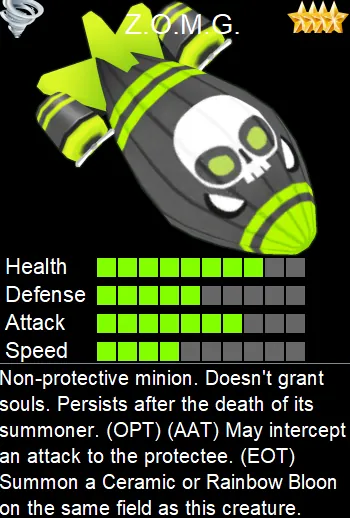 Z.O.M.G.
Health
Defense
Attack
Speed
Non-protective minion. Doesn't grant
souls. Persists after the death of its
summoner. (OPT) (AAT) May intercept
an attack to the protectee. (EOT)
Summon a Ceramic or Rainbow Bloon
on the same field as this creature.